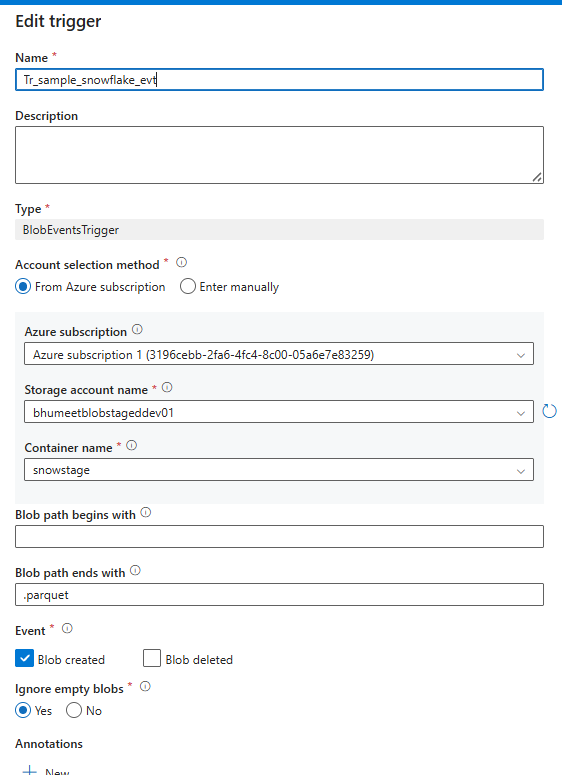 Edit trigger
Name *
Tr_sample_snowflake_evt
Description
Type *
BlobEventsTrigger
Account selection method *
From Azure subscription Enter manually
Azure subscription
Azure subscription 1 (3196cebb-2fa6-4fc4-8c00-05a6e7e83259)
Storage account name *
bhumeetblobstageddev01
Container name *
snowstage
Blob path begins with
Blob path ends with
.parquet
Event *
Blob created Blob deleted
Ignore empty blobs *
Yes No
Annotations
New